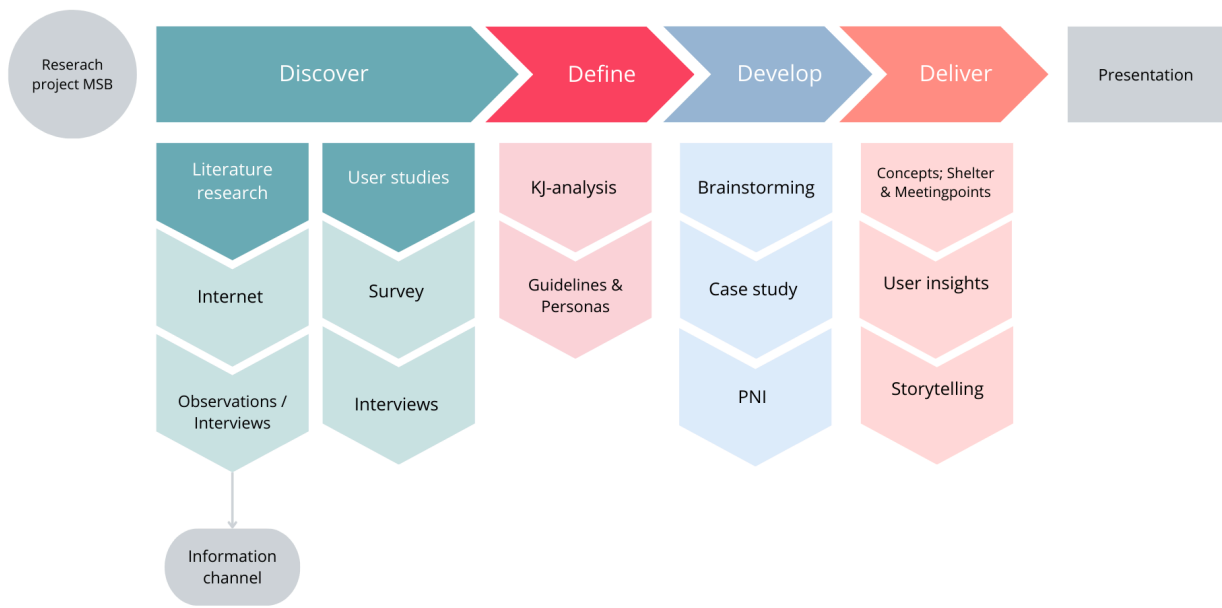 Reserach
project MSB
Discover
Define
Develop
Deliver
Presentation
Literature
research
User studies
KJ-analysis
Brainstorming
Concepts; Shelter
& Meetingpoints
Internet
Survey
Guidelines &
Personas
Case study
User insights
Observations /
Interviews
Interviews
PNI
Storytelling
Information
channel